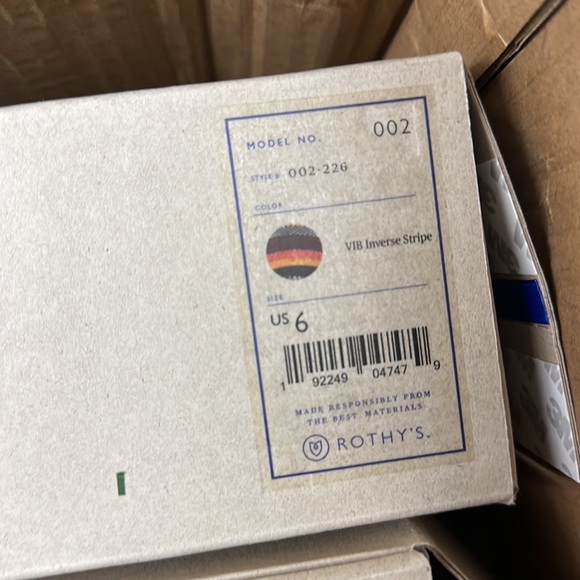 MODEL NO. 002
STYLE # 002-226
COLOR
VIB Inverse Stripe
SIZE
US 6
1 92249 04747 9
MADE RESPONSIBLY FROM
THE BEST MATERIALS
ROTHY'S.